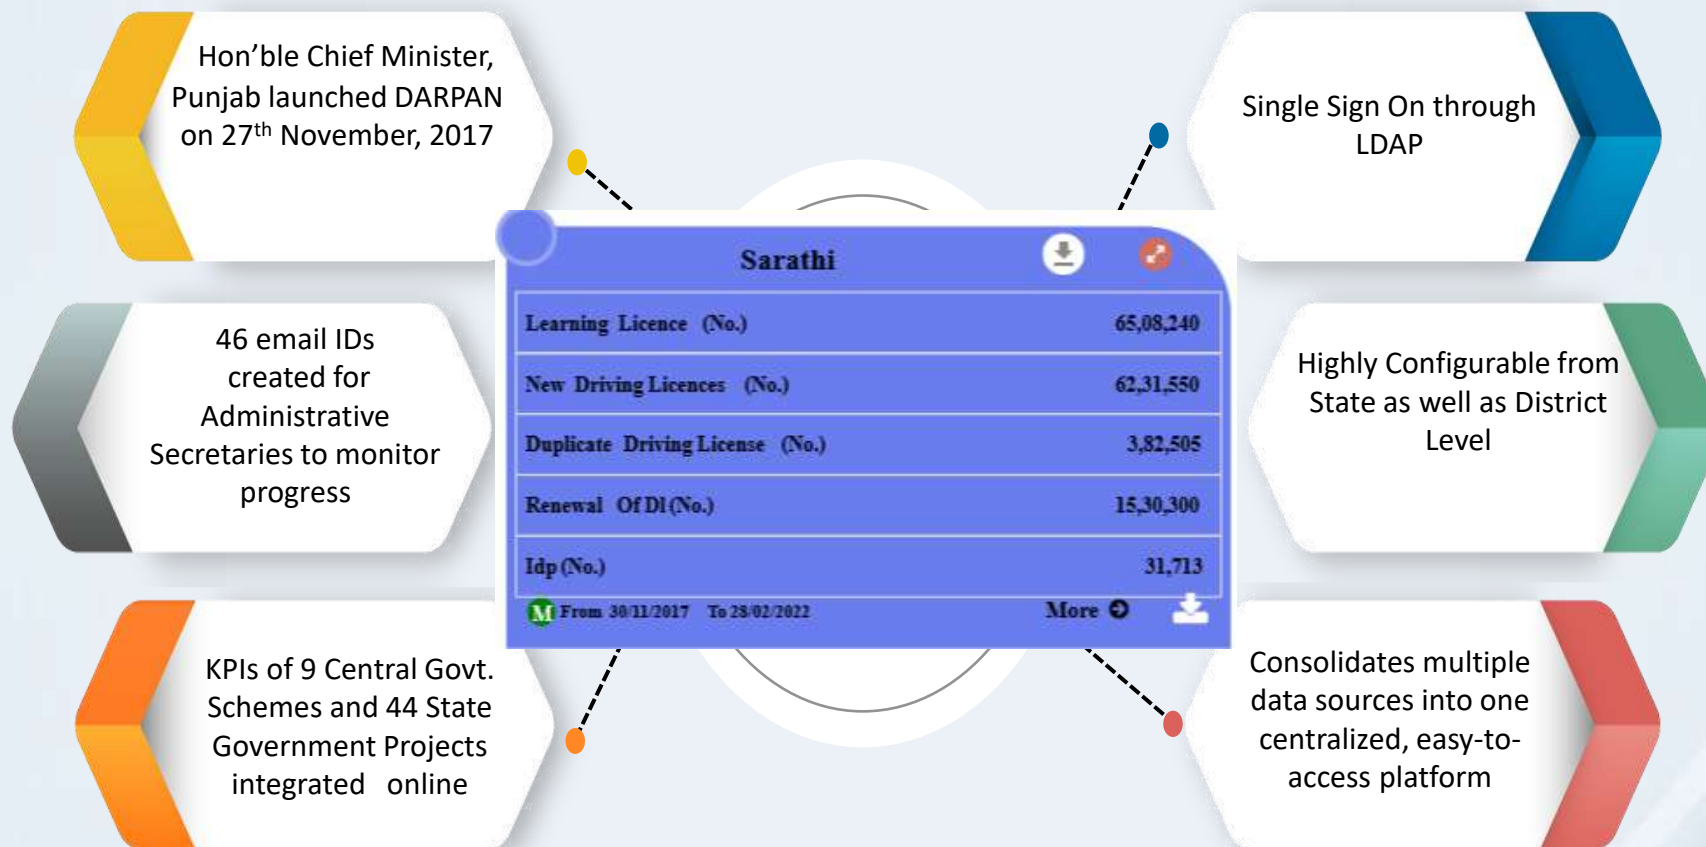 Hon’ble Chief Minister,
Punjab launched DARPAN
on 27th November, 2017
Single Sign On through
LDAP
46 email IDs
created for
Administrative
Secretaries to monitor
progress
Sarathi
Learning Licence (No.) 65,08,240
New Driving Licences (No.) 62,31,550
Duplicate Driving License (No.) 3,82,505
Renewal Of Dl (No.) 15,30,300
Idp (No.) 31,713
M From 30/11/2017 To 28/02/2022 More
Highly Configurable from
State as well as District
Level
KPIs of 9 Central Govt.
Schemes and 44 State
Government Projects
integrated online
Consolidates multiple
data sources into one
centralized, easy-to-
access platform